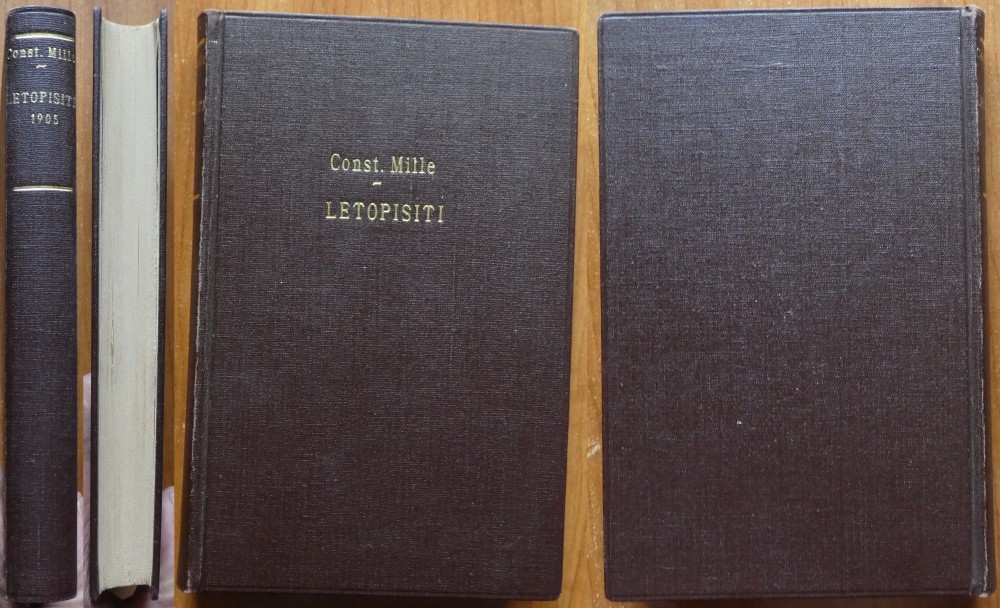 Const. Mille
~
LETOPISITI
1905
Const. Mille
~
LETOPISITI